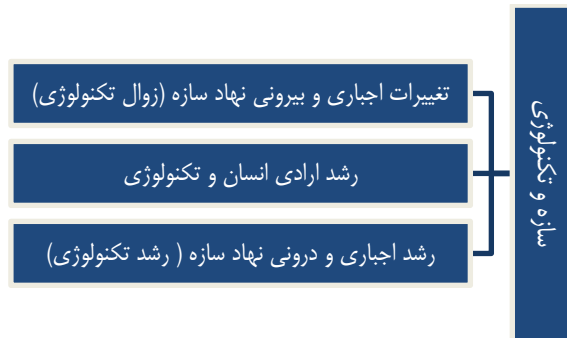 سازه و تکنولوژی
تغییرات اجباری و بیرونی نهاد سازه (زوال تکنولوژی)
رشد ارادی انسان و تکنولوژی
رشد اجباری و درونی نهاد سازه ( رشد تکنولوژی)